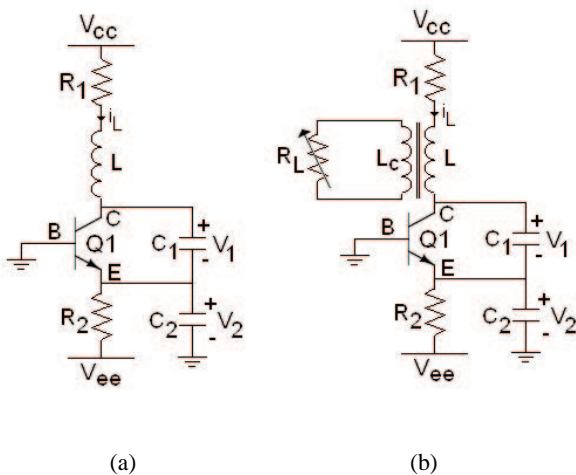 Vcc
R1
iL
L
B
C
Q1
E
C1
+
V1
-
R2
C2
+
V2
-
Vee
(a)
Vcc
R1
iL
RL
Lc
L
B
C
Q1
E
C1
+
V1
-
R2
C2
+
V2
-
Vee
(b)